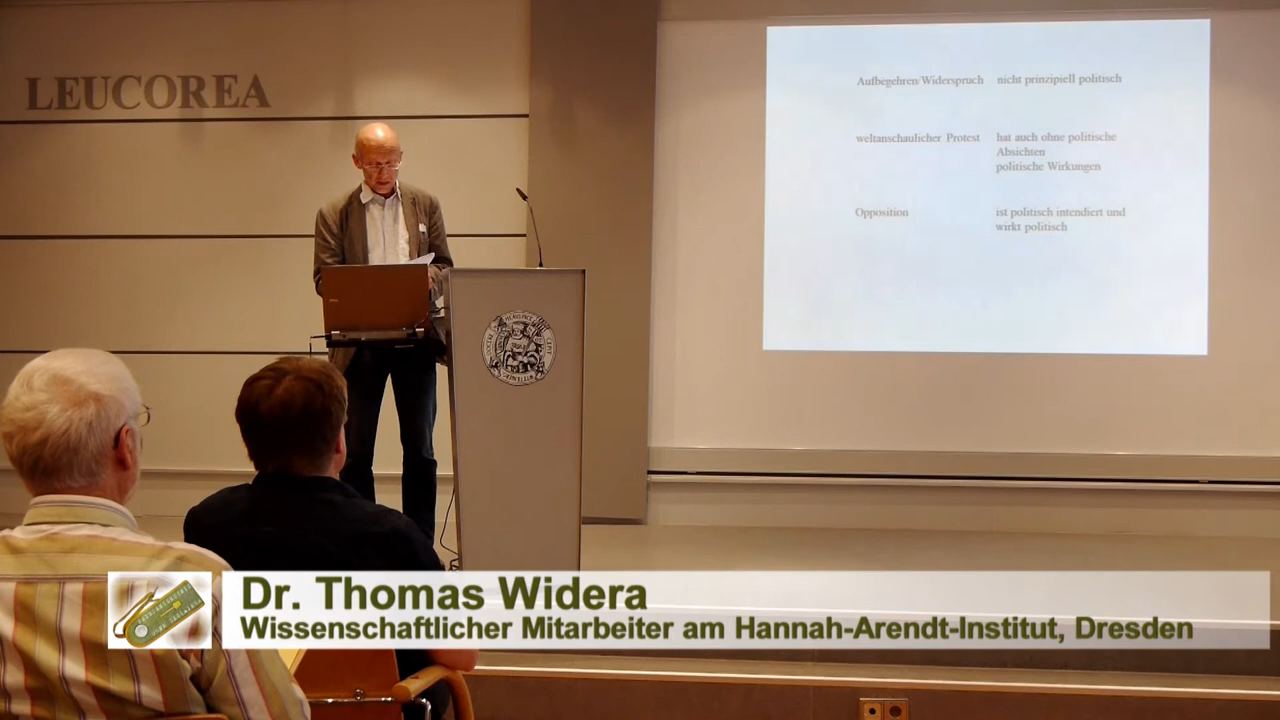 LEUCOREA
Aufbegehren/Widerspruch nicht prinzipiell politisch
weltanschaulicher Protest hat auch ohne politische
Absichten
politische Wirkungen
Opposition ist politisch intendiert und
wirkt politisch
Dr. Thomas Widera
Wissenschaftlicher Mitarbeiter am Hannah-Arendt-Institut, Dresden